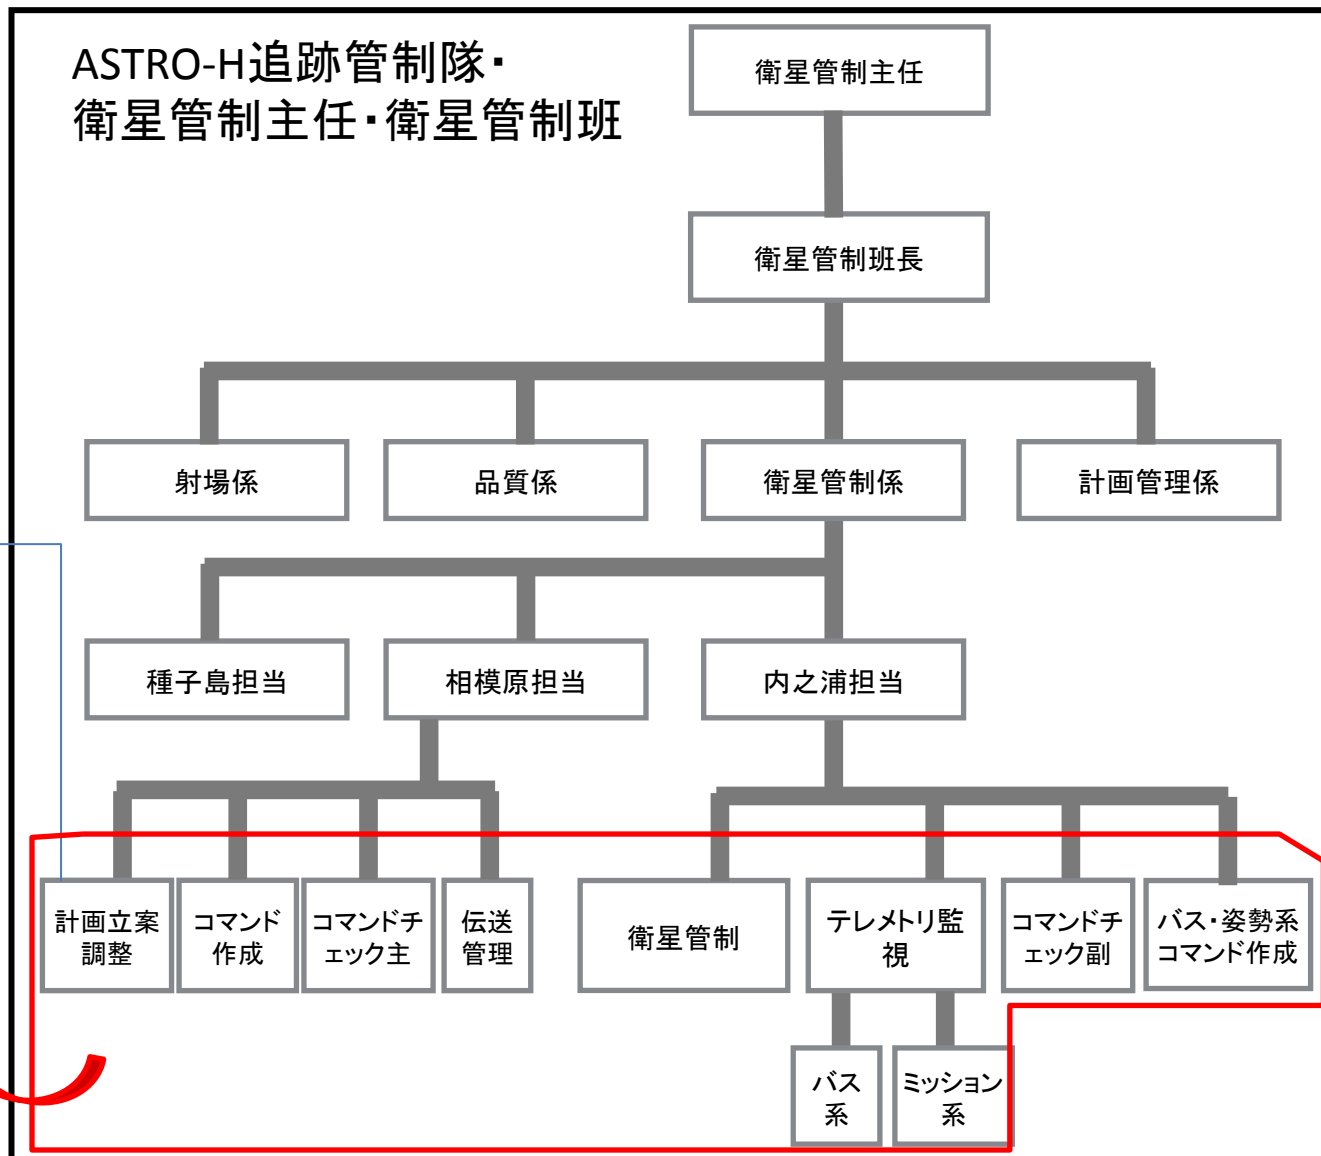 ASTRO-H追跡管制隊・
衛星管制主任・衛星管制班
衛星管制主任
衛星管制班長
射場係
品質係
衛星管制係
計画管理係
種子島担当
相模原担当
内之浦担当
計画立案
調整
コマンド
作成
コマンドチ
ェック主
伝送
管理
衛星管制
テレメトリ監
視
コマンドチ
ェック副
バス・姿勢系
コマンド作成
バス
系
ミッション
系